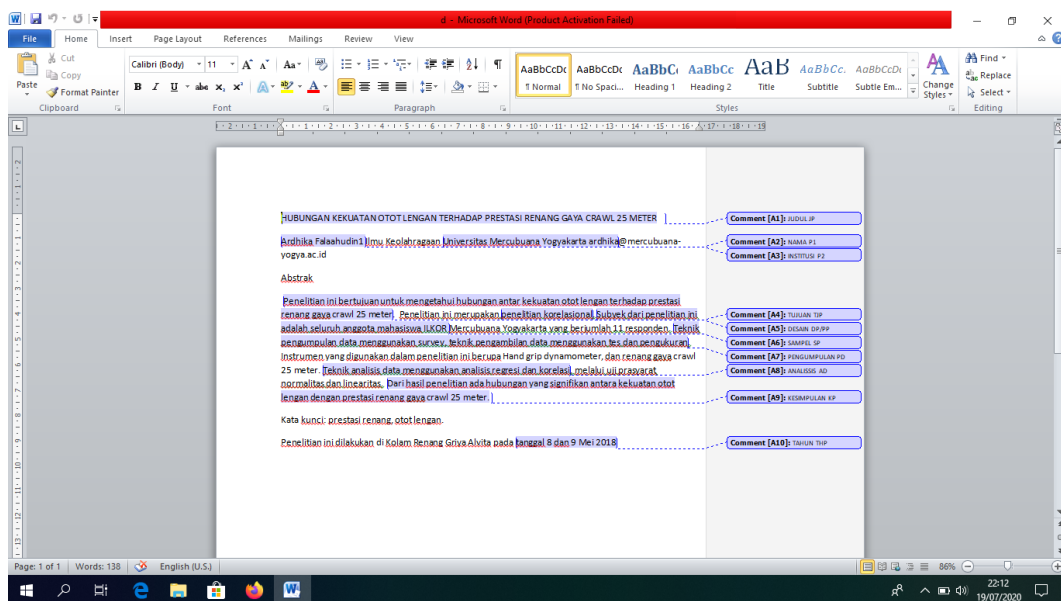 d - Microsoft Word (Product Activation Failed)
File Home Insert Page Layout References Mailings Review View
Paste Cut Copy Format Painter
Calibri (Body) 11
AaBbCcDc AaBbCcDc AaBbC AaBbCc AaB AaBbCc. AaBbCcDc
¶ Normal ¶ No Spaci... Heading 1 Heading 2 Title Subtitle Subtle Em...
Change Styles
Find Replace Select
Clipboard Font Paragraph Styles Editing
HUBUNGAN KEKUATAN OTOT LENGAN TERHADAP PRESTASI RENANG GAYA CRAWL 25 METER
Comment [A1]: JUDUL JP
Ardhika Falaahudin1)Ilmu Keolahragaan Universitas Mercubuana Yogyakarta ardhika@mercubuana-
Comment [A2]: NAMA P1
yogya.ac.id
Comment [A3]: INSTITUSI P2
Abstrak
Penelitian ini bertujuan untuk mengetahui hubungan antar kekuatan otot lengan terhadap prestasi
renang gaya crawl 25 meter. Penelitian ini merupakan penelitian korelasional. Subyek dari penelitian ini
Comment [A4]: TUJUAN TJP
adalah seluruh anggota mahasiswa ILKOR Mercubuana Yogyakarta yang berjumlah 11 responden. Teknik
Comment [A5]: DESAIN DP/PP
pengumpulan data menggunakan survey, teknik pengambilan data menggunakan tes dan pengukuran.
Comment [A6]: SAMPEL SP
Instrumen yang digunakan dalam penelitian ini berupa Hand grip dynamometer, dan renang gaya crawl
Comment [A7]: PENGUMPULAN PD
25 meter. Teknik analisis data menggunakan analisis regresi dan korelasi, melalui uji prasyarat
Comment [A8]: ANALISSIS AD
normalitas dan linearitas. Dari hasil penelitian ada hubungan yang signifikan antara kekuatan otot
lengan dengan prestasi renang gaya crawl 25 meter.
Comment [A9]: KESIMPULAN KP
Kata kunci: prestasi renang, otot lengan.
Penelitian ini dilakukan di Kolam Renang Griya Alvita pada tanggal 8 dan 9 Mei 2018
Comment [A10]: TAHUN THP
Page: 1 of 1 Words: 138 English (U.S.) 86%
22:12
19/07/2020